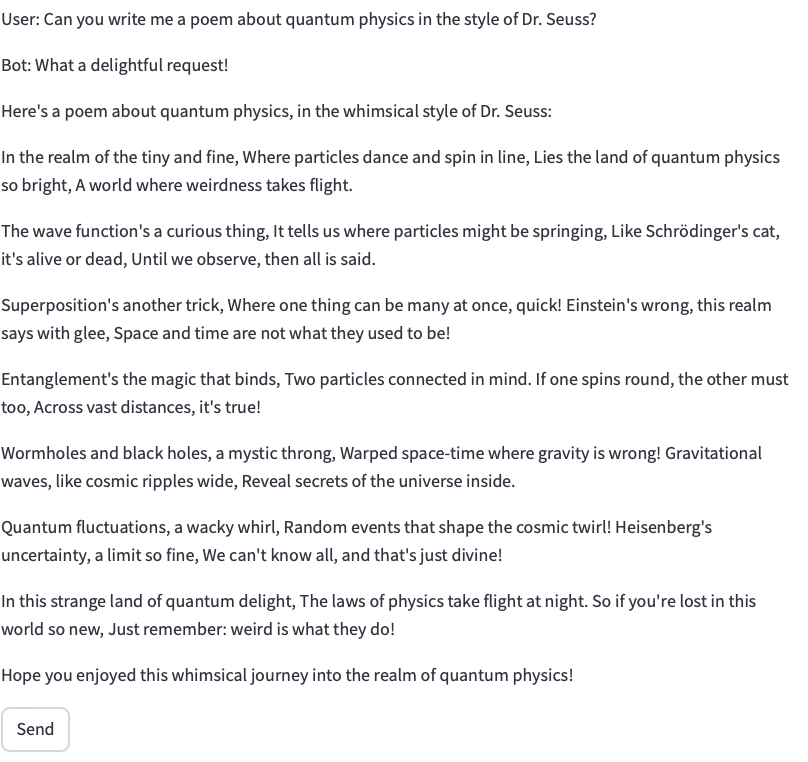 User: Can you write me a poem about quantum physics in the style of Dr. Seuss?
Bot: What a delightful request!
Here's a poem about quantum physics, in the whimsical style of Dr. Seuss:
In the realm of the tiny and fine, Where particles dance and spin in line, Lies the land of quantum physics
so bright, A world where weirdness takes flight.
The wave function's a curious thing, It tells us where particles might be springing, Like Schrödinger's cat,
it's alive or dead, Until we observe, then all is said.
Superposition's another trick, Where one thing can be many at once, quick! Einstein's wrong, this realm
says with glee, Space and time are not what they used to be!
Entanglement's the magic that binds, Two particles connected in mind. If one spins round, the other must
too, Across vast distances, it's true!
Wormholes and black holes, a mystic throng, Warped space-time where gravity is wrong! Gravitational
waves, like cosmic ripples wide, Reveal secrets of the universe inside.
Quantum fluctuations, a wacky whirl, Random events that shape the cosmic twirl! Heisenberg's
uncertainty, a limit so fine, We can't know all, and that's just divine!
In this strange land of quantum delight, The laws of physics take flight at night. So if you're lost in this
world so new, Just remember: weird is what they do!
Hope you enjoyed this whimsical journey into the realm of quantum physics!
Send